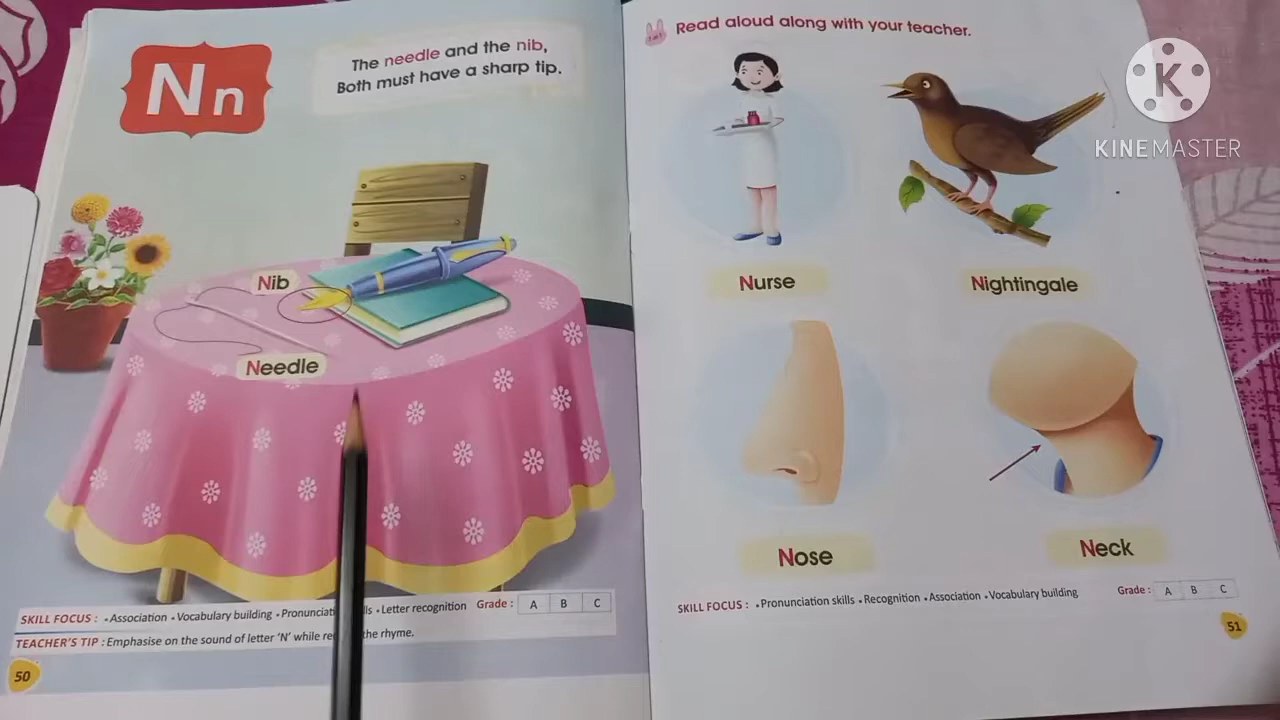 Nn
The needle and the nib,
Both must have a sharp tip.
Nib
Needle
SKILL FOCUS : • Association • Vocabulary building • • Letter recognition Grade : A B C
TEACHER'S TIP : Emphasise on the sound of letter 'N' while the rhyme.
50
Read aloud along with your teacher.
Nurse
Nightingale
Nose
Neck
SKILL FOCUS : • Pronunciation skills • Recognition • Association • Vocabulary building Grade : A B C
51
K
KINEMASTER